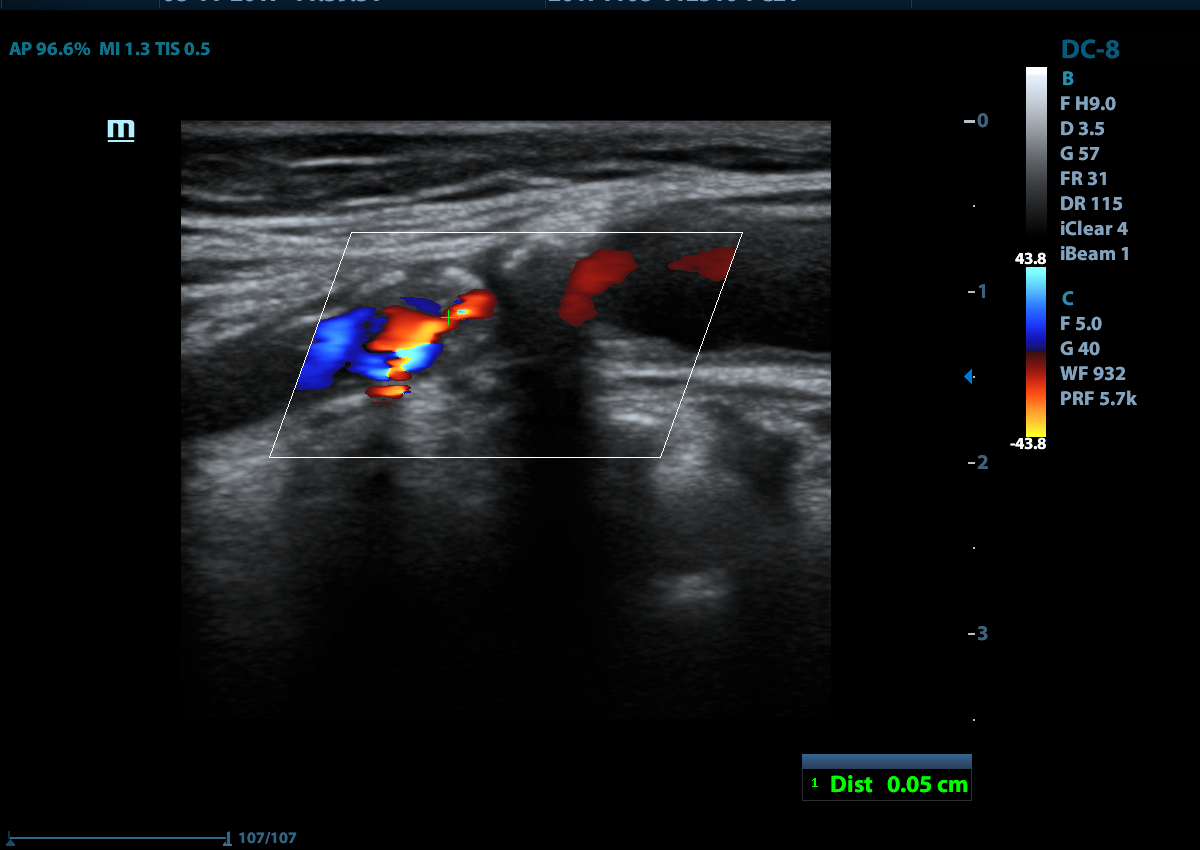 AP 96.6% MI 1.3 TIS 0.5
DC-8
B
F H9.0
D 3.5
G 57
FR 31
DR 115
iClear 4
iBeam 1
43.8
C
F 5.0
G 40
WF 932
PRF 5.7k
-43.8
0
1
2
3
m
1 Dist 0.05 cm
107/107